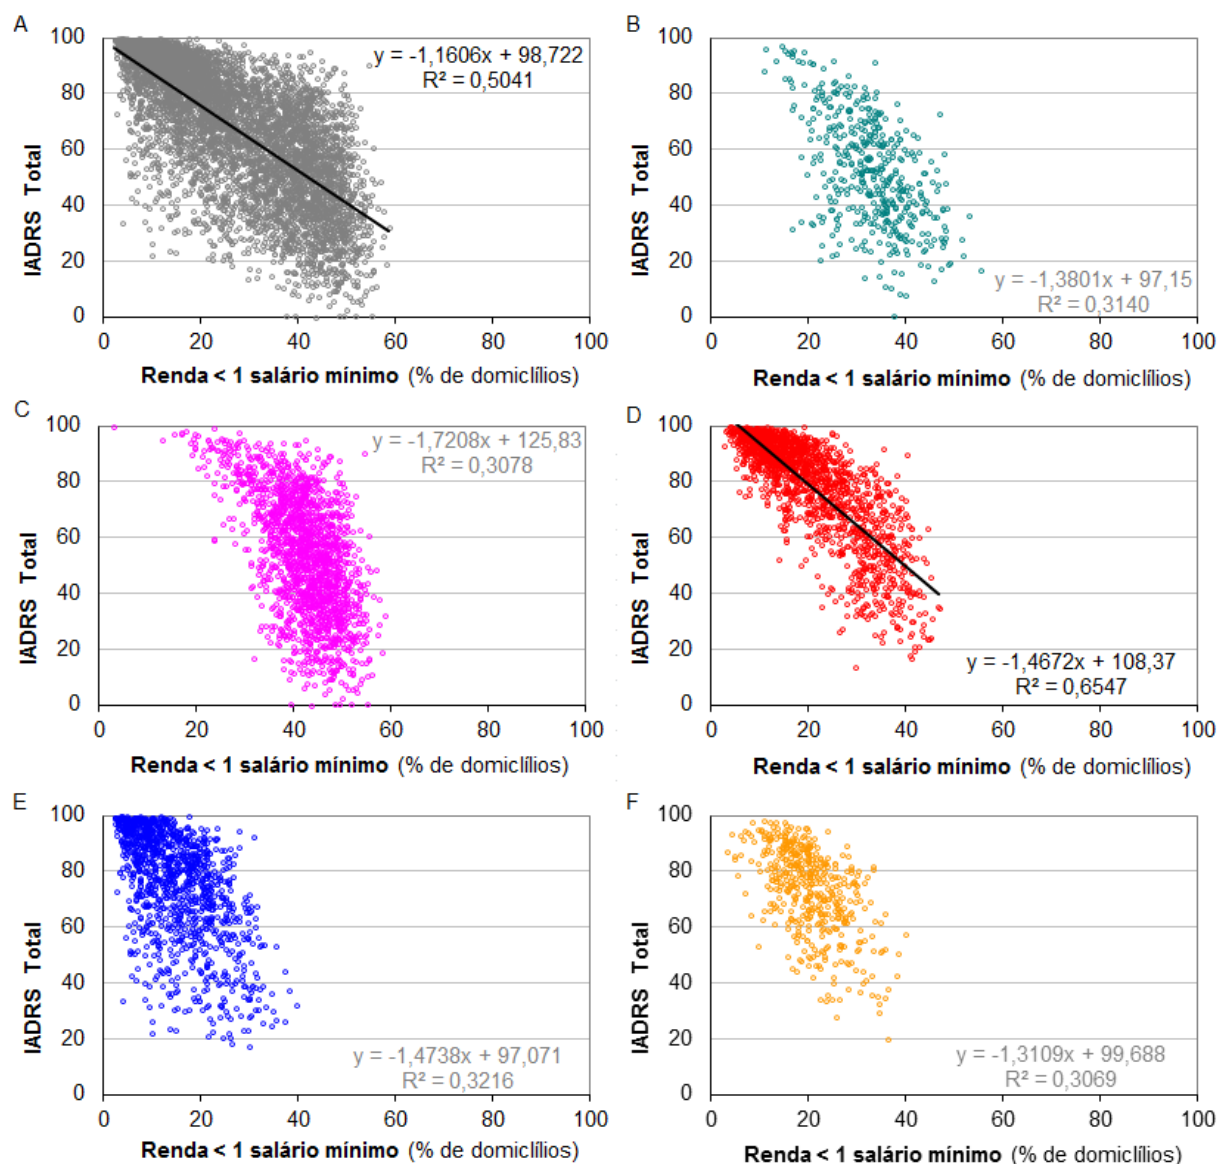 A
100
80
60
40
20
0
IADRS Total
y = -1,1606x + 98,722
R² = 0,5041
0 20 40 60 80 100
Renda < 1 salário mínimo (% de domiclílios)
B
100
80
60
40
20
0
IADRS Total
y = -1,3801x + 97,15
R² = 0,3140
0 20 40 60 80 100
Renda < 1 salário mínimo (% de domiclílios)
C
100
80
60
40
20
0
IADRS Total
y = -1,7208x + 125,83
R² = 0,3078
0 20 40 60 80 100
Renda < 1 salário mínimo (% de domiclílios)
D
100
80
60
40
20
0
IADRS Total
y = -1,4672x + 108,37
R² = 0,6547
0 20 40 60 80 100
Renda < 1 salário mínimo (% de domiclílios)
E
100
80
60
40
20
0
IADRS Total
y = -1,4738x + 97,071
R² = 0,3216
0 20 40 60 80 100
Renda < 1 salário mínimo (% de domiclílios)
F
100
80
60
40
20
0
IADRS Total
y = -1,3109x + 99,688
R² = 0,3069
0 20 40 60 80 100
Renda < 1 salário mínimo (% de domiclílios)